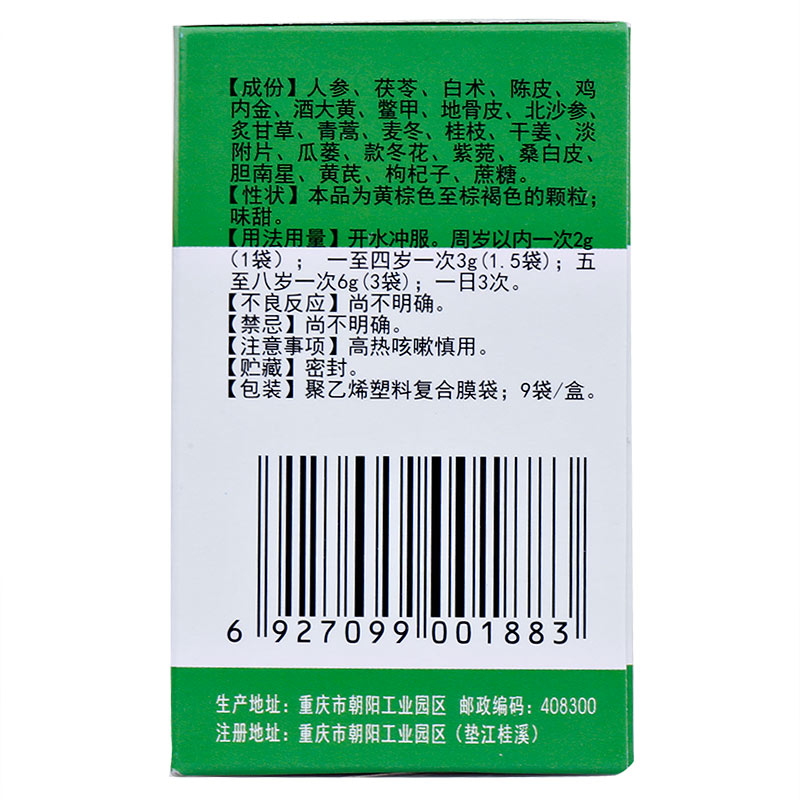 【成份】人参、茯苓、白术、陈皮、鸡
内金、酒大黄、鳖甲、地骨皮、北沙参、
炙甘草、青蒿、麦冬、桂枝、干姜、淡
附片、瓜蒌、款冬花、紫菀、桑白皮、
胆南星、黄芪、枸杞子、蔗糖。
【性状】本品为黄棕色至棕褐色的颗粒；
味甜。
【用法用量】开水冲服。周岁以内一次2g
(1袋)； 一至四岁一次3g(1.5袋)；五
至八岁一次6g(3袋)；一日3次。
【不良反应】尚不明确。
【禁忌】尚不明确。
【注意事项】高热咳嗽慎用。
【贮藏】密封。
【包装】聚乙烯塑料复合膜袋；9袋/盒。
6 927099 001883
生产地址：重庆市朝阳工业园区 邮政编码：408300
注册地址：重庆市朝阳工业园区（垫江桂溪）